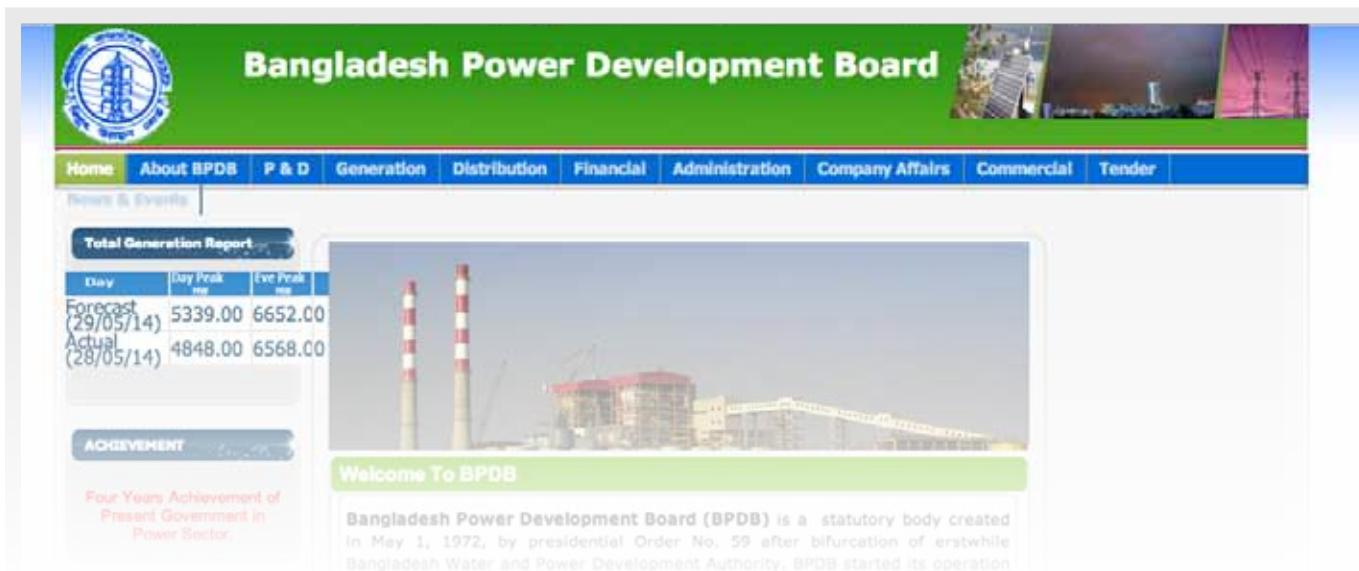 Bangladesh Power Development Board
Home About BPDB P & D Generation Distribution Financial Administration Company Affairs Commercial Tender
News & Events
Total Generation Report
Day Day Peak MW Eve Peak MW
Forecast (29/05/14) 5339.00 6652.00
Actual (28/05/14) 4848.00 6568.00
ACHIEVEMENT
Four Years Achievement of
Present Government in
Power Sector.
Welcome To BPDB
Bangladesh Power Development Board (BPDB) is a statutory body created
in May 1, 1972, by presidential Order No. 59 after bifurcation of erstwhile
Bangladesh Water and Power Development Authority. BPDB started its operation